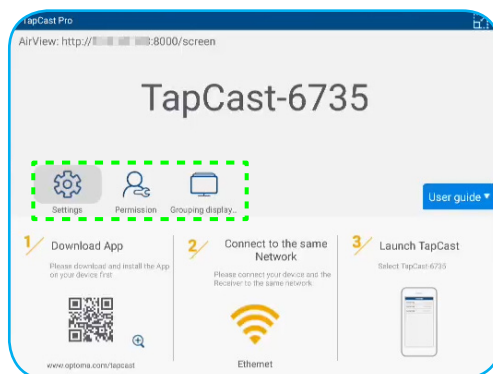 TapCast Pro
AirView: http:// :8000/screen
TapCast-6735
Settings
Permission
Grouping display...
User guide
1
Download App
Please download and install the App
on your device first
www.optoma.com/tapcast
2
Connect to the same
Network
Please connect your device and the
Receiver to the same network
Ethernet
3
Launch TapCast
Select TapCast-6735